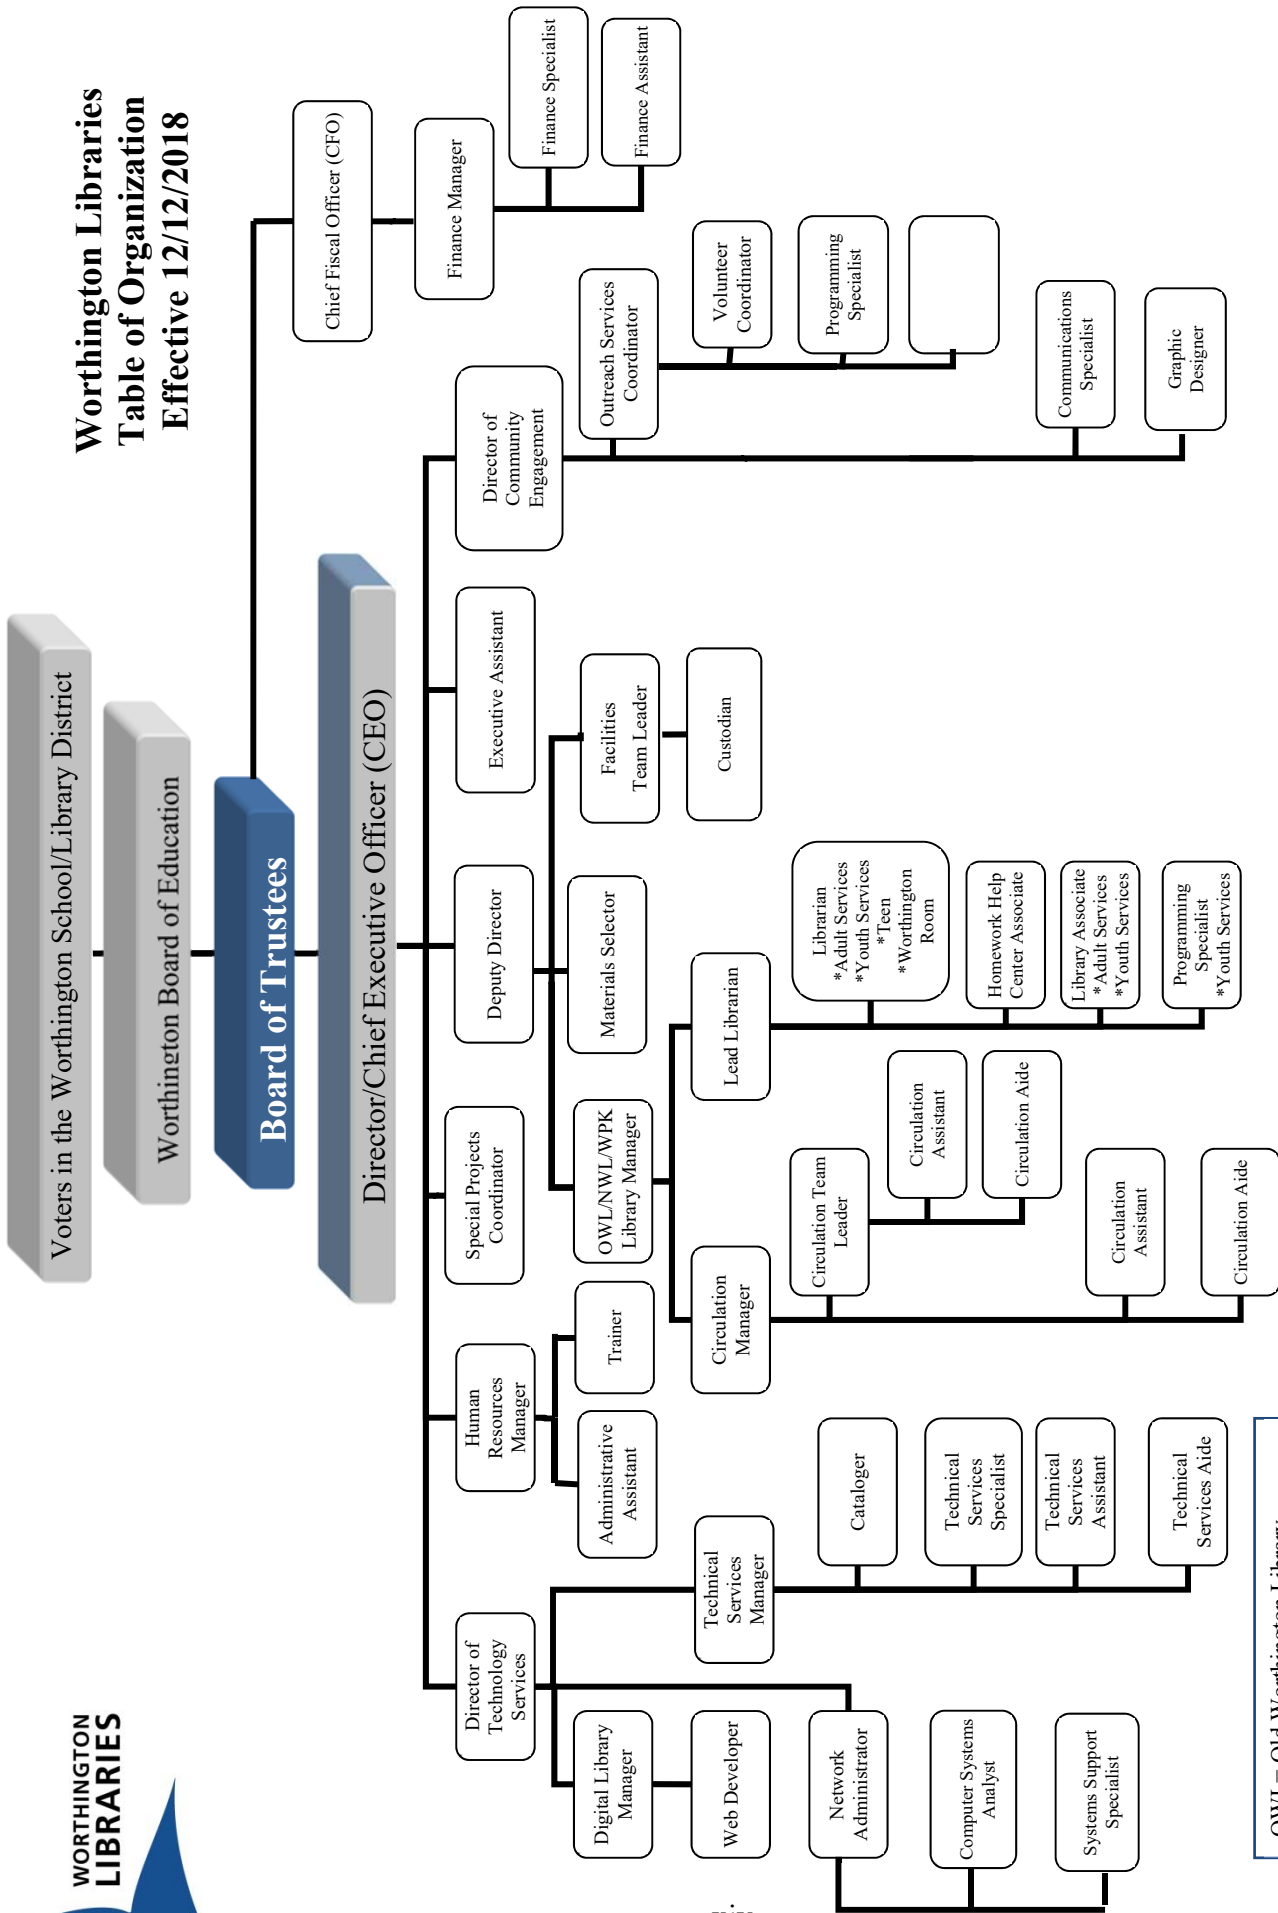 WORTHINGTON
LIBRARIES
Worthington Libraries
Table of Organization
Effective 12/12/2018
Voters in the Worthington School/Library District
Worthington Board of Education
Board of Trustees
Director/Chief Executive Officer (CEO)
Chief Fiscal Officer (CFO)
Finance Manager
Finance Specialist
Finance Assistant
Director of
Technology
Services
Human
Resources
Manager
Special Projects
Coordinator
Deputy Director
Executive Assistant
Director of
Community
Engagement
Digital Library
Manager
Web Developer
Network
Administrator
Computer Systems
Analyst
Systems Support
Specialist
Technical
Services
Manager
Cataloger
Technical
Services
Specialist
Technical
Services
Assistant
Technical
Services Aide
Administrative
Assistant
Trainer
OWL/NWL/WPK
Library Manager
Materials Selector
Facilities
Team Leader
Custodian
Circulation
Manager
Circulation Team
Leader
Circulation
Assistant
Circulation Aide
Circulation
Assistant
Circulation Aide
Lead Librarian
Librarian
*Adult Services
*Youth Services
*Teen
*Worthington
Room
Homework Help
Center Associate
Library Associate
*Adult Services
*Youth Services
Programming
Specialist
*Youth Services
Outreach Services
Coordinator
Volunteer
Coordinator
Programming
Specialist
Communications
Specialist
Graphic
Designer
OWL = Old Worthington Library